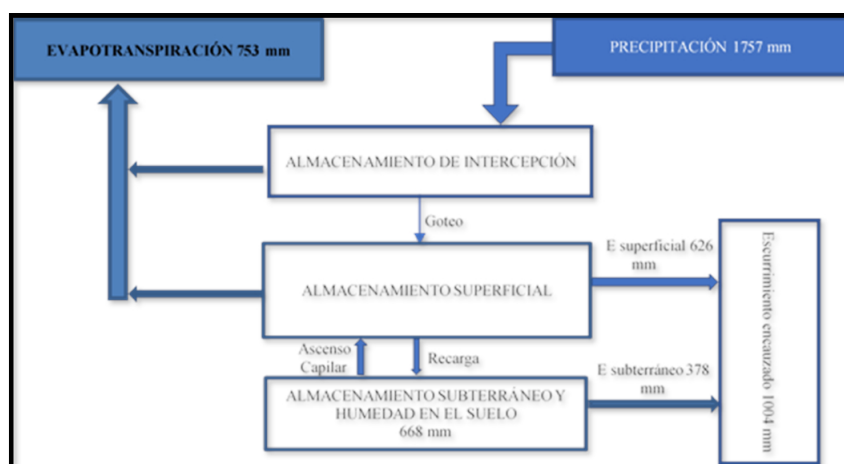 EVAPOTRANSPIRACIÓN 753 mm
PRECIPITACIÓN 1757 mm
ALMACENAMIENTO DE INTERCEPCIÓN
Goteo
ALMACENAMIENTO SUPERFICIAL
E superficial 626
mm
Escurrimiento encauzado 1004 mm
Ascenso
Capilar
Recarga
E subterráneo 378
mm
ALMACENAMIENTO SUBTERRÁNEO Y
HUMEDAD EN EL SUELO
668 mm